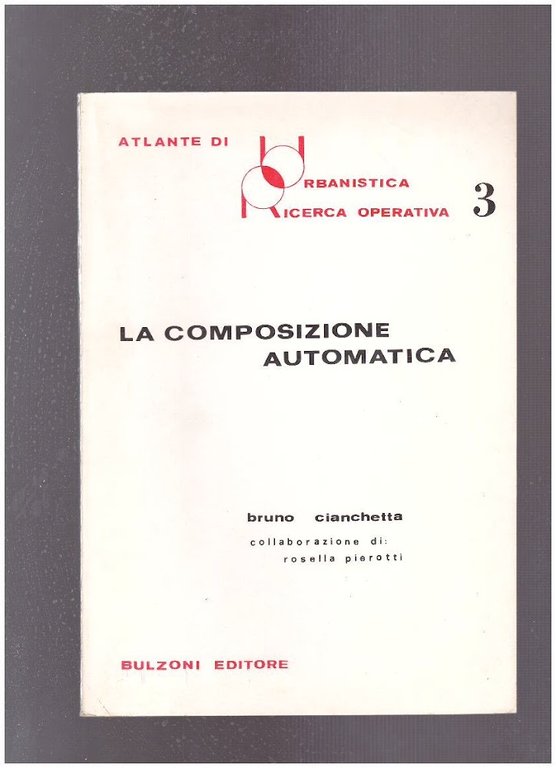 ATLANTE DI
URBANISTICA
RICERCA OPERATIVA 3
LA COMPOSIZIONE
AUTOMATICA
bruno cianchetta
collaborazione di:
rosella pierotti
BULZONI EDITORE